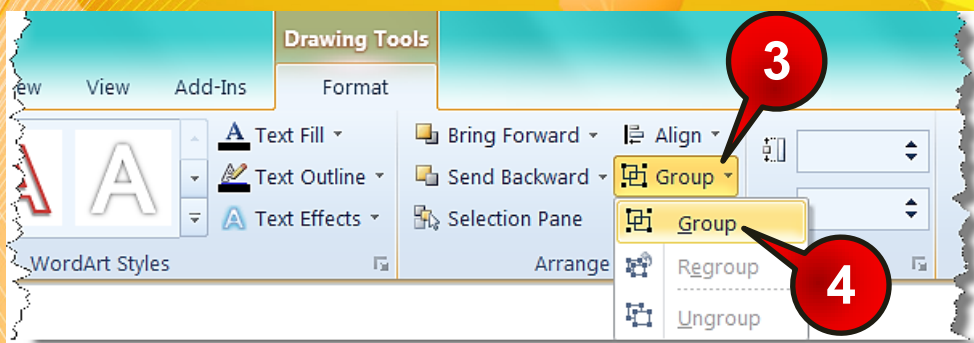 Drawing Tools
ew View Add-Ins Format
A A A Text Fill Bring Forward Align
A Text Outline Send Backward Group
A Text Effects Selection Pane Group
WordArt Styles Arrange Regroup
Ungroup
3
4